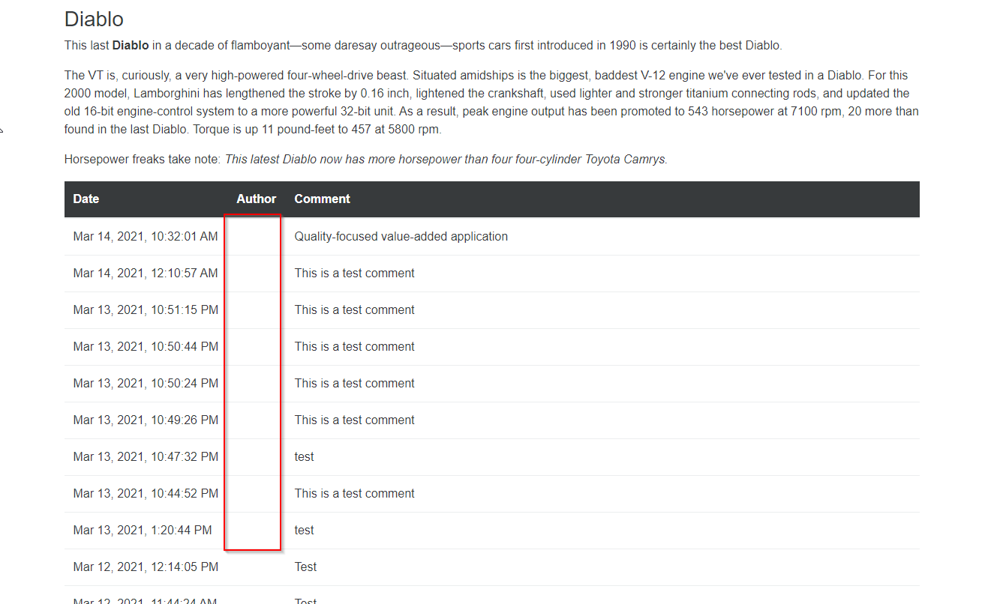 Diablo
This last Diablo in a decade of flamboyant—some daresay outrageous—sports cars first introduced in 1990 is certainly the best Diablo.
The VT is, curiously, a very high-powered four-wheel-drive beast. Situated amidships is the biggest, baddest V-12 engine we've ever tested in a Diablo. For this
2000 model, Lamborghini has lengthened the stroke by 0.16 inch, lightened the crankshaft, used lighter and stronger titanium connecting rods, and updated the
old 16-bit engine-control system to a more powerful 32-bit unit. As a result, peak engine output has been promoted to 543 horsepower at 7100 rpm, 20 more than
found in the last Diablo. Torque is up 11 pound-feet to 457 at 5800 rpm.
Horsepower freaks take note: This latest Diablo now has more horsepower than four four-cylinder Toyota Camrys.
Date Author Comment
Mar 14, 2021, 10:32:01 AM Quality-focused value-added application
Mar 14, 2021, 12:10:57 AM This is a test comment
Mar 13, 2021, 10:51:15 PM This is a test comment
Mar 13, 2021, 10:50:44 PM This is a test comment
Mar 13, 2021, 10:50:24 PM This is a test comment
Mar 13, 2021, 10:49:26 PM This is a test comment
Mar 13, 2021, 10:47:32 PM test
Mar 13, 2021, 10:44:52 PM This is a test comment
Mar 13, 2021, 1:20:44 PM test
Mar 12, 2021, 12:14:05 PM Test
Mar 12, 2021, 11:44:24 AM Test